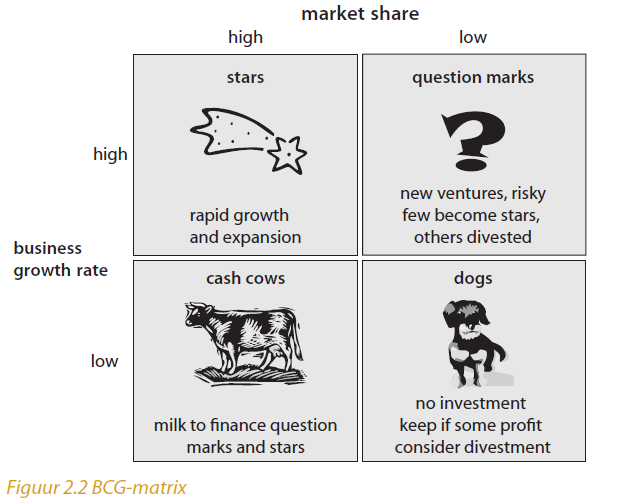 market share
high
low
stars
question marks
high
?
rapid growth
and expansion
new ventures, risky
few become stars,
others divested
business
growth rate
cash cows
dogs
low
milk to finance question
marks and stars
no investment
keep if some profit
consider divestment
Figuur 2.2 BCG-matrix